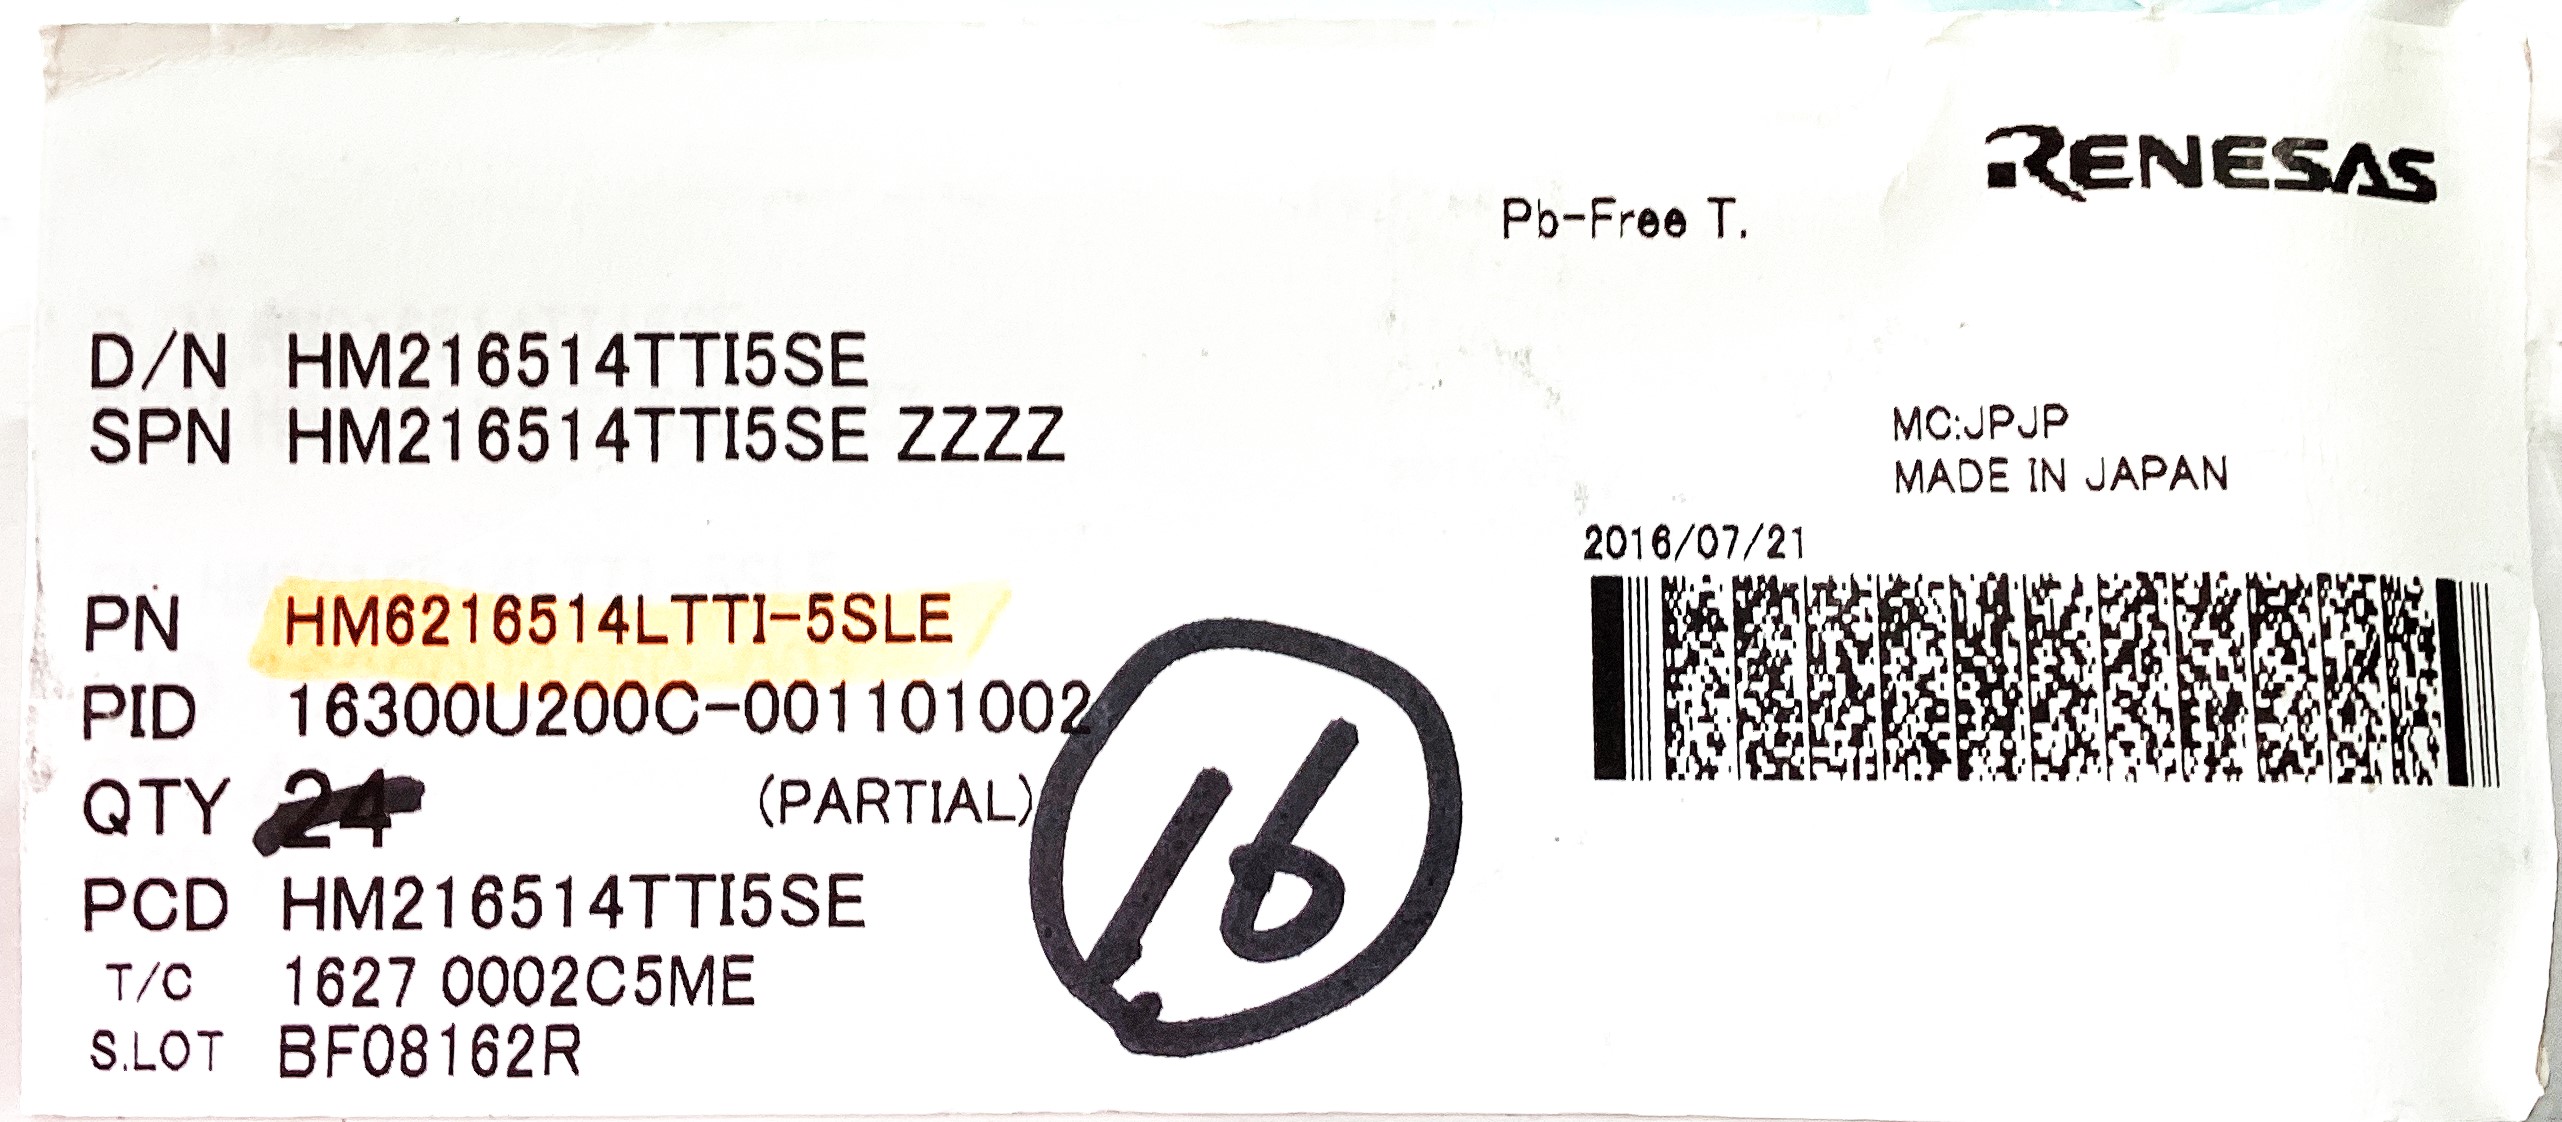 RENESAS
Pb-Free T.
D/N HM216514TTI5SE
SPN HM216514TTI5SE ZZZZ
MC:JPJP
MADE IN JAPAN
2016/07/21
PN HM6216514LTTI-5SLE
PID 16300U200C-001101002
QTY 24 (PARTIAL)
16
PCD HM216514TTI5SE
T/C 1627 0002C5ME
S.LOT BF08162R